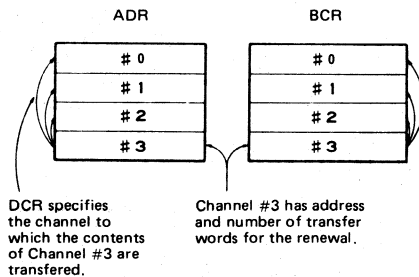 ADR BCR
# 0 # 0
# 1 # 1
# 2 # 2
# 3 # 3
DCR specifies
the channel to
which the contents
of Channel #3 are
transfered.
Channel #3 has address
and number of transfer
words for the renewal.